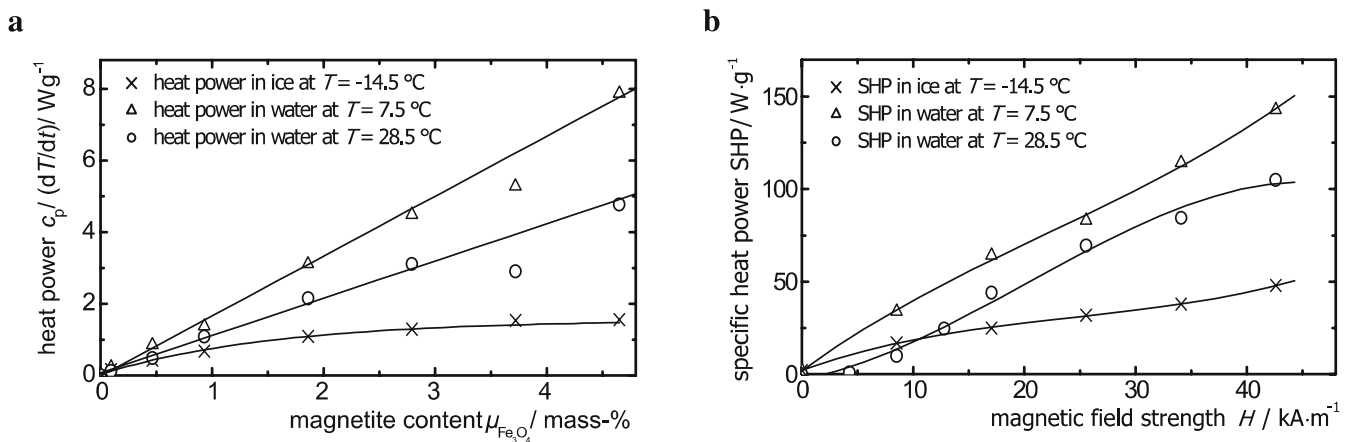 a
heat power cp/ (dT/dt)/ Wg⁻¹
8
6
4
2
0
× heat power in ice at T= -14.5 °C
△ heat power in water at T= 7.5 °C
○ heat power in water at T= 28.5 °C
0 1 2 3 4
magnetite content μFe₃O₄/ mass-%
b
specific heat power SHP/ W·g⁻¹
150
100
50
0
× SHP in ice at T= -14.5 °C
△ SHP in water at T= 7.5 °C
○ SHP in water at T= 28.5 °C
0 10 20 30 40
magnetic field strength H / kA·m⁻¹